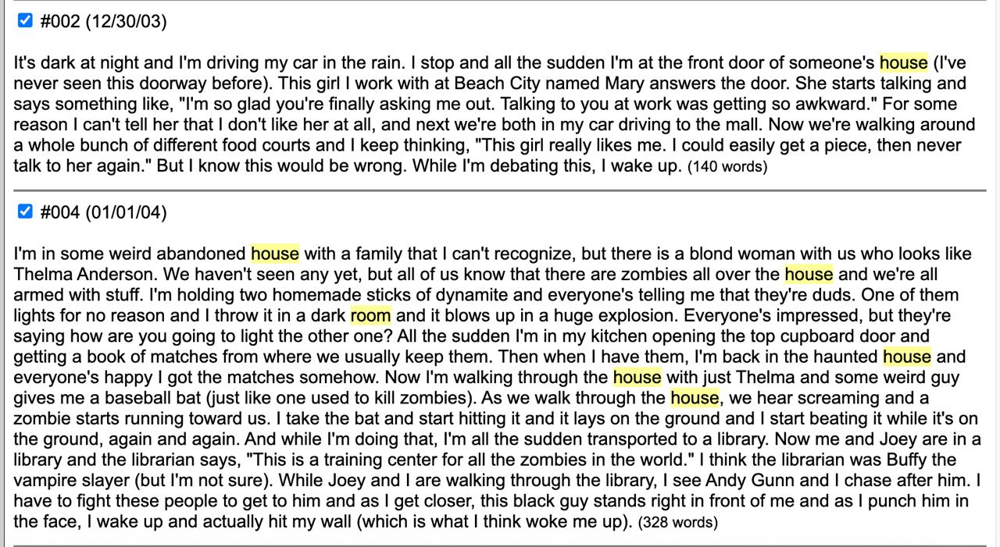 #002 (12/30/03)
It's dark at night and I'm driving my car in the rain. I stop and all the sudden I'm at the front door of someone's house (I've
never seen this doorway before). This girl I work with at Beach City named Mary answers the door. She starts talking and
says something like, "I'm so glad you're finally asking me out. Talking to you at work was getting so awkward." For some
reason I can't tell her that I don't like her at all, and next we're both in my car driving to the mall. Now we're walking around
a whole bunch of different food courts and I keep thinking, "This girl really likes me. I could easily get a piece, then never
talk to her again." But I know this would be wrong. While I'm debating this, I wake up. (140 words)
#004 (01/01/04)
I'm in some weird abandoned house with a family that I can't recognize, but there is a blond woman with us who looks like
Thelma Anderson. We haven't seen any yet, but all of us know that there are zombies all over the house and we're all
armed with stuff. I'm holding two homemade sticks of dynamite and everyone's telling me that they're duds. One of them
lights for no reason and I throw it in a dark room and it blows up in a huge explosion. Everyone's impressed, but they're
saying how are you going to light the other one? All the sudden I'm in my kitchen opening the top cupboard door and
getting a book of matches from where we usually keep them. Then when I have them, I'm back in the haunted house and
everyone's happy I got the matches somehow. Now I'm walking through the house with just Thelma and some weird guy
gives me a baseball bat (just like one used to kill zombies). As we walk through the house, we hear screaming and a
zombie starts running toward us. I take the bat and start hitting it and it lays on the ground and I start beating it while it's on
the ground, again and again. And while I'm doing that, I'm all the sudden transported to a library. Now me and Joey are in a
library and the librarian says, "This is a training center for all the zombies in the world." I think the librarian was Buffy the
vampire slayer (but I'm not sure). While Joey and I are walking through the library, I see Andy Gunn and I chase after him. I
have to fight these people to get to him and as I get closer, this black guy stands right in front of me and as I punch him in
the face, I wake up and actually hit my wall (which is what I think woke me up). (328 words)